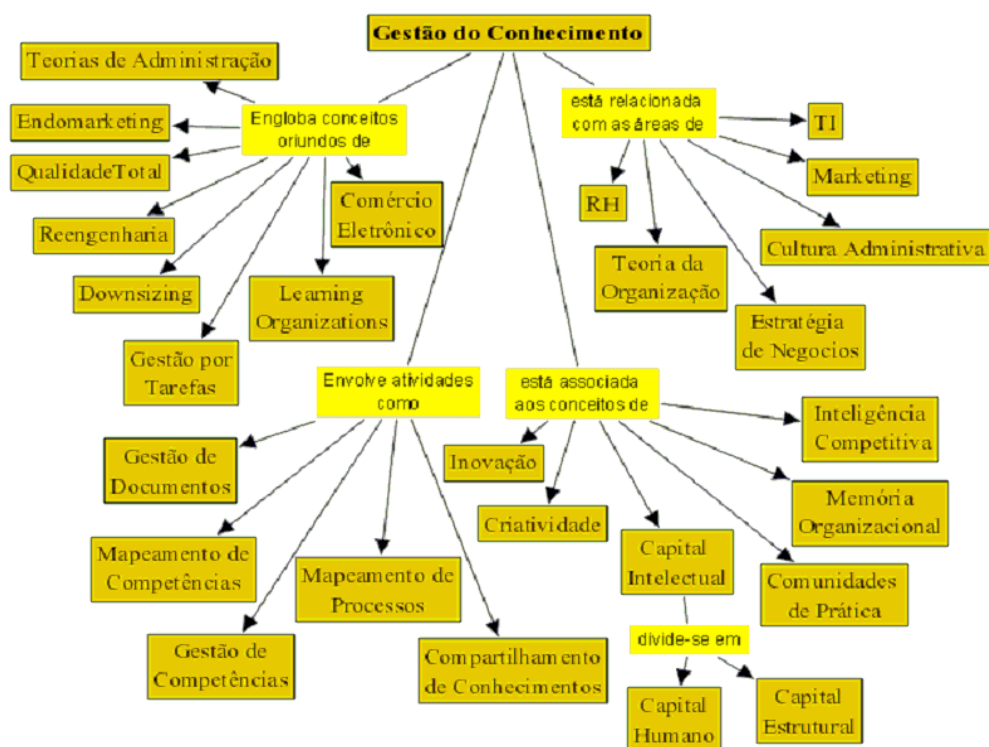 Gestão do Conhecimento
Teorias de Administração
Engloba conceitos
oriundos de
Endomarketing
QualidadeTotal
Reengenharia
Downsizing
Gestão por
Tarefas
Learning
Organizations
Comércio
Eletrônico
está relacionada
com as áreas de
TI
Marketing
RH
Cultura Administrativa
Teoria da
Organização
Estratégia
de Negocios
Envolve atividades
como
Gestão de
Documentos
Mapeamento de
Competências
Gestão de
Competências
Mapeamento de
Processos
Compartilhamento
de Conhecimentos
está associada
aos conceitos de
Inovação
Criatividade
Capital
Intelectual
Inteligência
Competitiva
Memória
Organizacional
Comunidades
de Prática
divide-se em
Capital
Humano
Capital
Estrutural